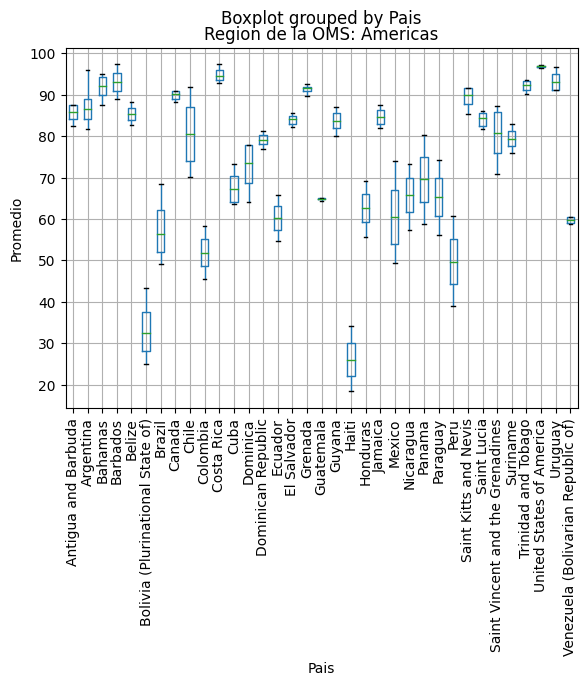 Boxplot grouped by Pais
Region de la OMS: Americas
Promedio
100
90
80
70
60
50
40
30
20
Antigua and Barbuda
Argentina
Bahamas
Barbados
Belize
Bolivia (Plurinational State of)
Brazil
Canada
Chile
Colombia
Costa Rica
Cuba
Dominica
Dominican Republic
Ecuador
El Salvador
Grenada
Guatemala
Guyana
Haiti
Honduras
Jamaica
Mexico
Nicaragua
Panama
Paraguay
Peru
Saint Kitts and Nevis
Saint Lucia
Saint Vincent and the Grenadines
Suriname
Trinidad and Tobago
United States of America
Uruguay
Venezuela (Bolivarian Republic of)
Pais